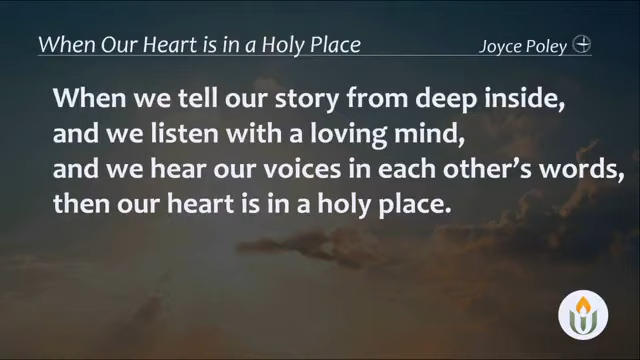 When Our Heart is in a Holy Place
Joyce Poley
When we tell our story from deep inside,
and we listen with a loving mind,
and we hear our voices in each other’s words,
then our heart is in a holy place.